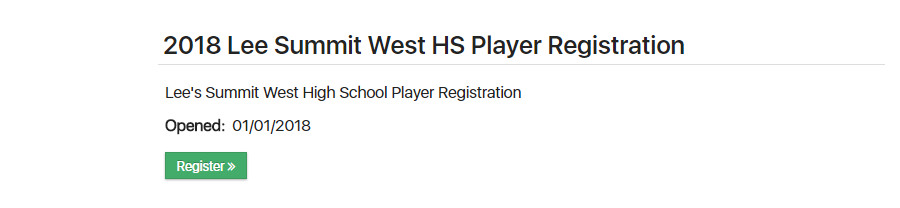 2018 Lee Summit West HS Player Registration
Lee's Summit West High School Player Registration
Opened: 01/01/2018
Register »